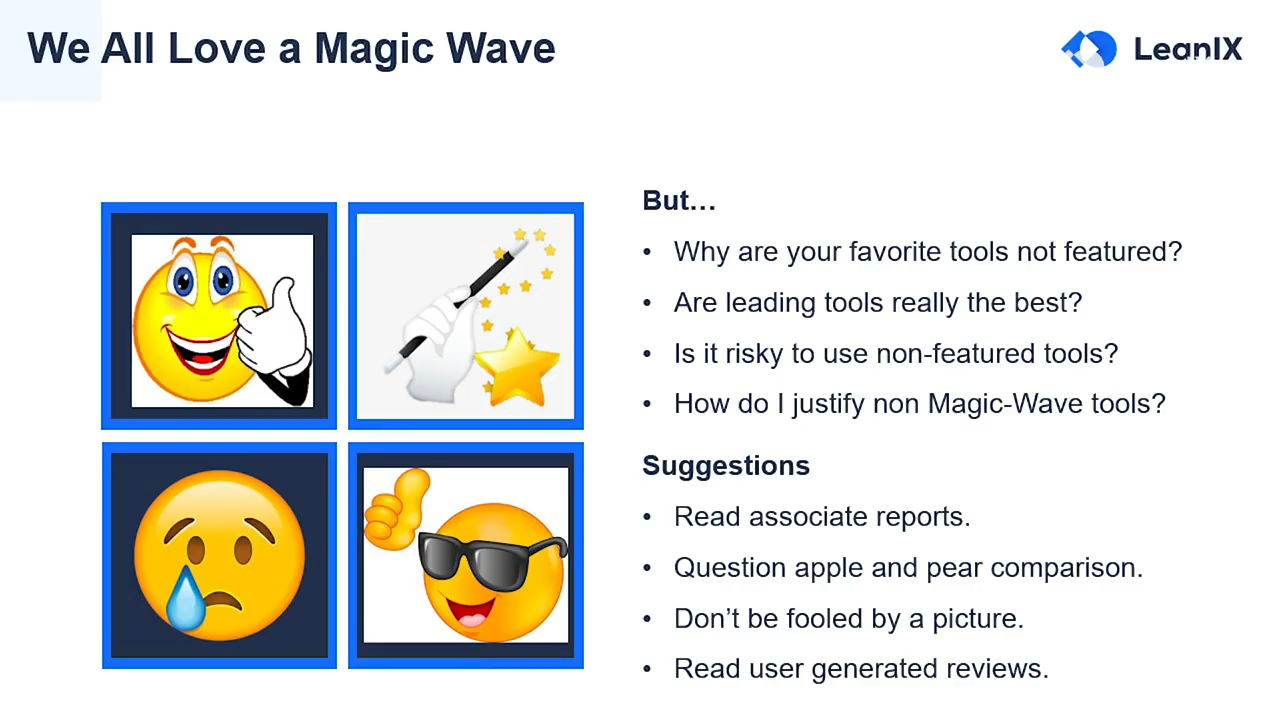 We All Love a Magic Wave
LeanIX
But…
• Why are your favorite tools not featured?
• Are leading tools really the best?
• Is it risky to use non-featured tools?
• How do I justify non Magic-Wave tools?
Suggestions
• Read associate reports.
• Question apple and pear comparison.
• Don’t be fooled by a picture.
• Read user generated reviews.